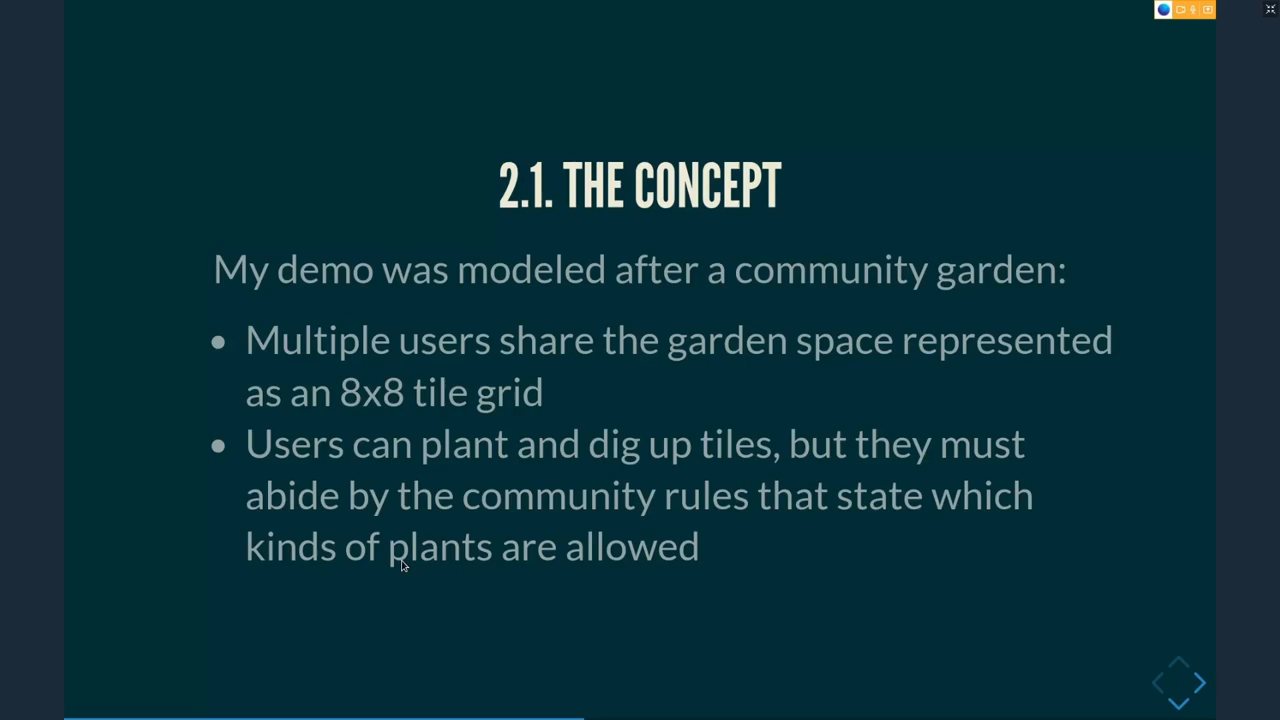 2.1. THE CONCEPT
My demo was modeled after a community garden:
• Multiple users share the garden space represented
as an 8x8 tile grid
• Users can plant and dig up tiles, but they must
abide by the community rules that state which
kinds of plants are allowed